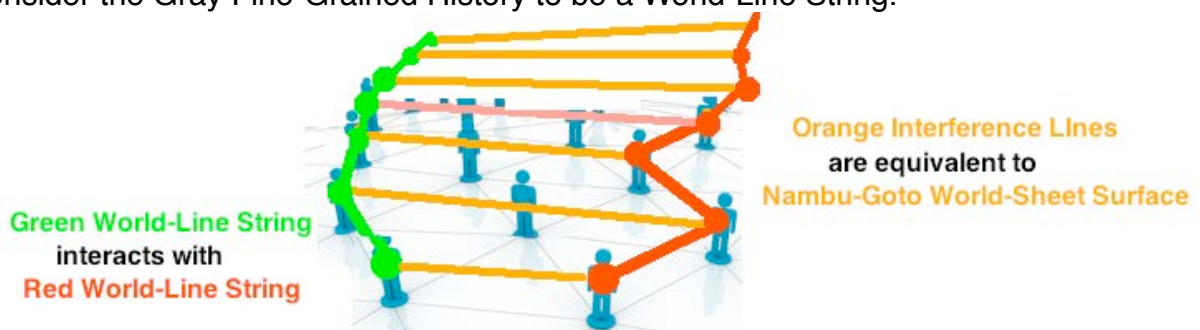 onsider the Gray Fine-Grained History to be a World-Line String.
Orange Interference LInes
are equivalent to
Nambu-Goto World-Sheet Surface
Green World-Line String
interacts with
Red World-Line String